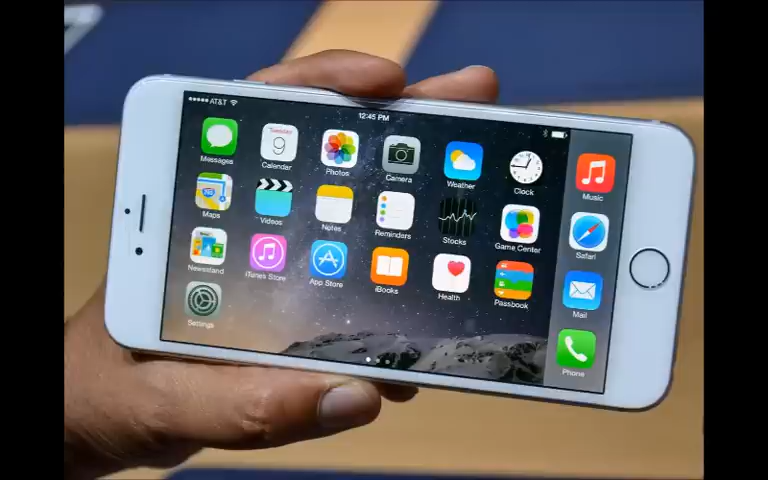 AT&T
12:45 PM
Messages
Tuesday
9
Calendar
Photos
Camera
Weather
Clock
Music
Maps
Videos
Notes
Reminders
Stocks
Game Center
Safari
Newsstand
iTunes Store
App Store
iBooks
Health
Passbook
Mail
Settings
Phone